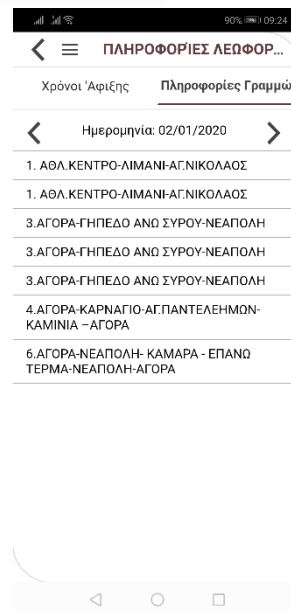 90% 09:24
ΠΛΗΡΟΦΟΡΊΕΣ ΛΕΩΦΟΡ...
Χρόνοι 'Αφιξης Πληροφορίες Γραμμώ
Ημερομηνία: 02/01/2020
1. ΑΘΛ.ΚΕΝΤΡΟ-ΛΙΜΑΝΙ-ΑΓ.ΝΙΚΟΛΑΟΣ
1. ΑΘΛ.ΚΕΝΤΡΟ-ΛΙΜΑΝΙ-ΑΓ.ΝΙΚΟΛΑΟΣ
3.ΑΓΟΡΑ-ΓΗΠΕΔΟ ΑΝΩ ΣΥΡΟΥ-ΝΕΑΠΟΛΗ
3.ΑΓΟΡΑ-ΓΗΠΕΔΟ ΑΝΩ ΣΥΡΟΥ-ΝΕΑΠΟΛΗ
3.ΑΓΟΡΑ-ΓΗΠΕΔΟ ΑΝΩ ΣΥΡΟΥ-ΝΕΑΠΟΛΗ
4.ΑΓΟΡΑ-ΚΑΡΝΑΓΙΟ-ΑΓ.ΠΑΝΤΕΛΕΗΜΩΝ-
ΚΑΜΙΝΙΑ –ΑΓΟΡΑ
6.ΑΓΟΡΑ-ΝΕΑΠΟΛΗ- ΚΑΜΑΡΑ - ΕΠΑΝΩ
ΤΕΡΜΑ-ΝΕΑΠΟΛΗ-ΑΓΟΡΑ